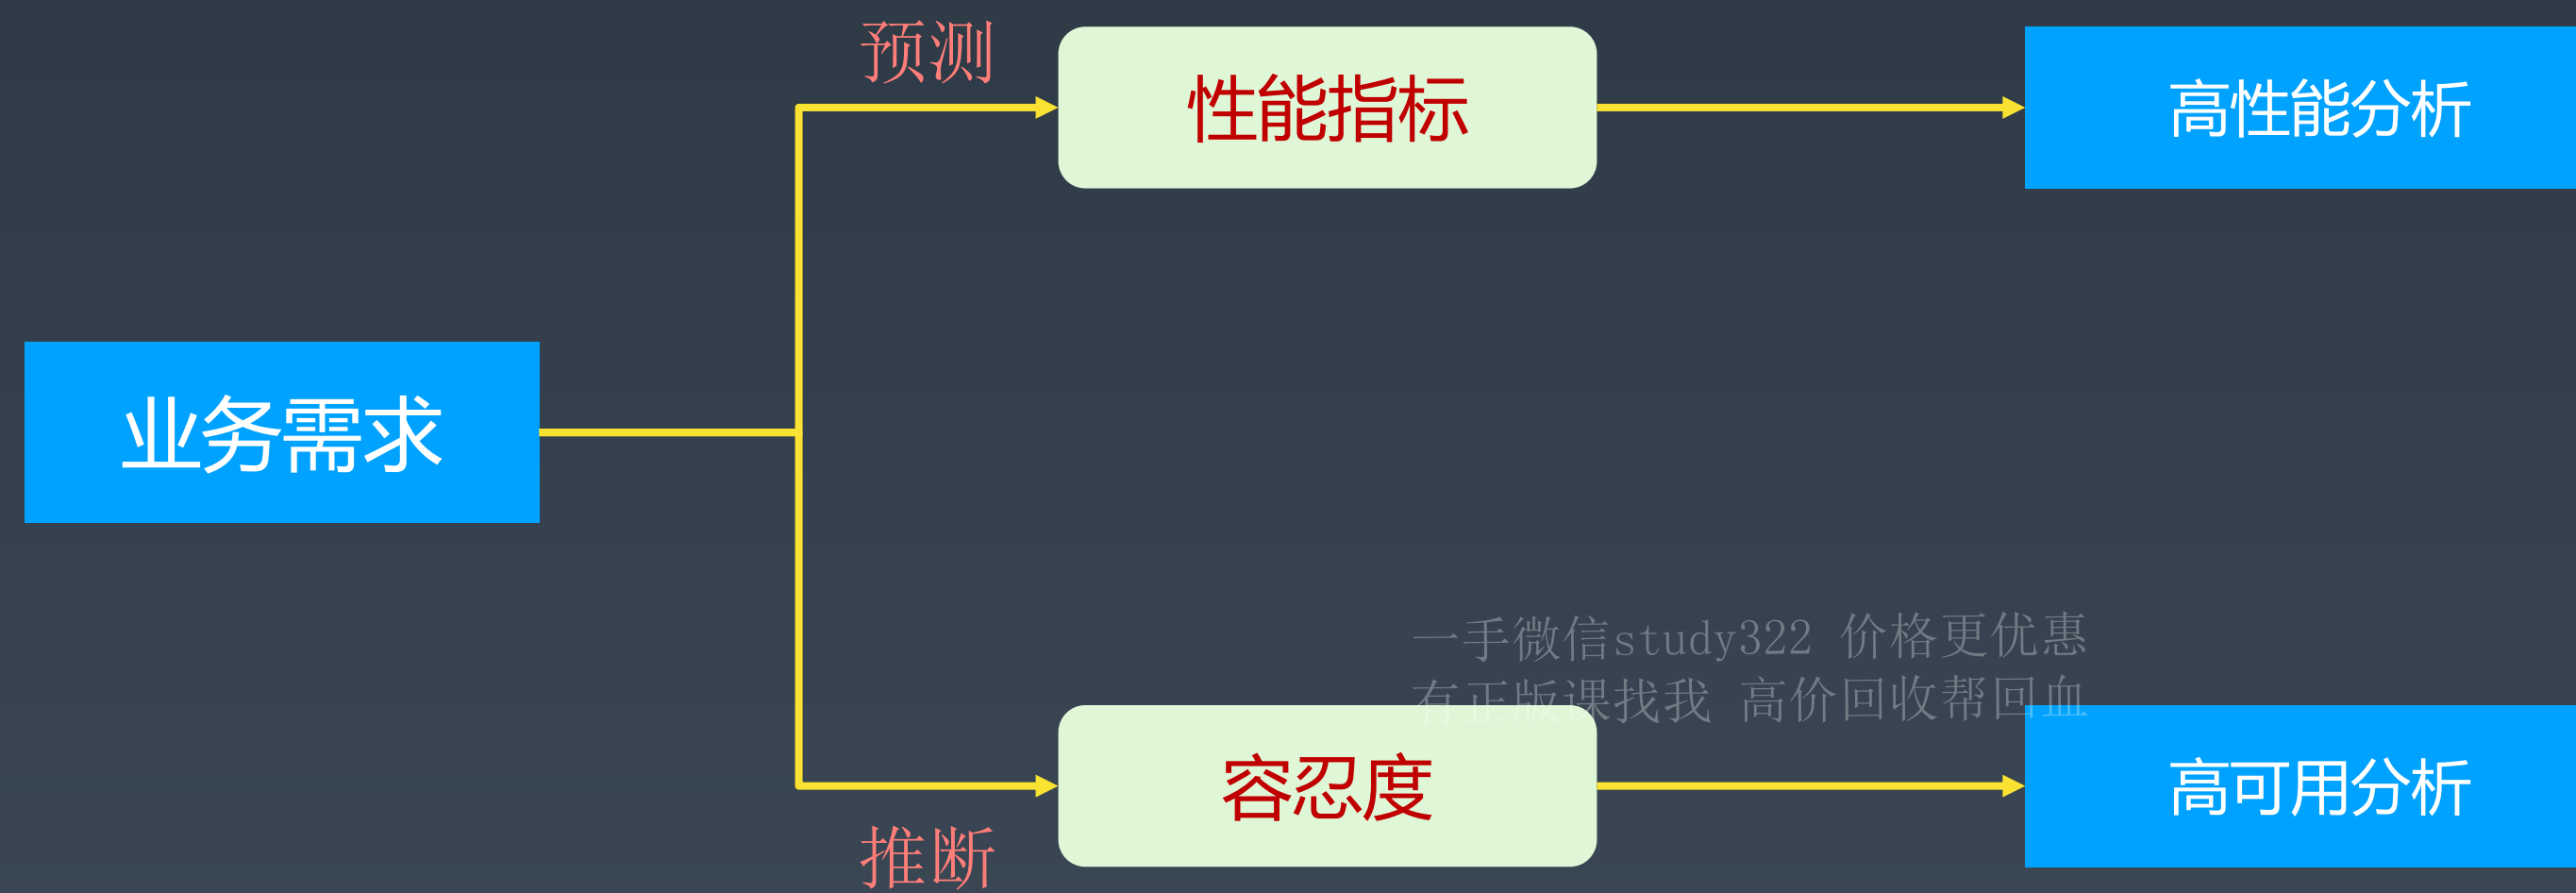 预测
性能指标
高性能分析
业务需求
一手微信study322 价格更优惠
有正版课找我 高价回收帮回血
容忍度
高可用分析
推断